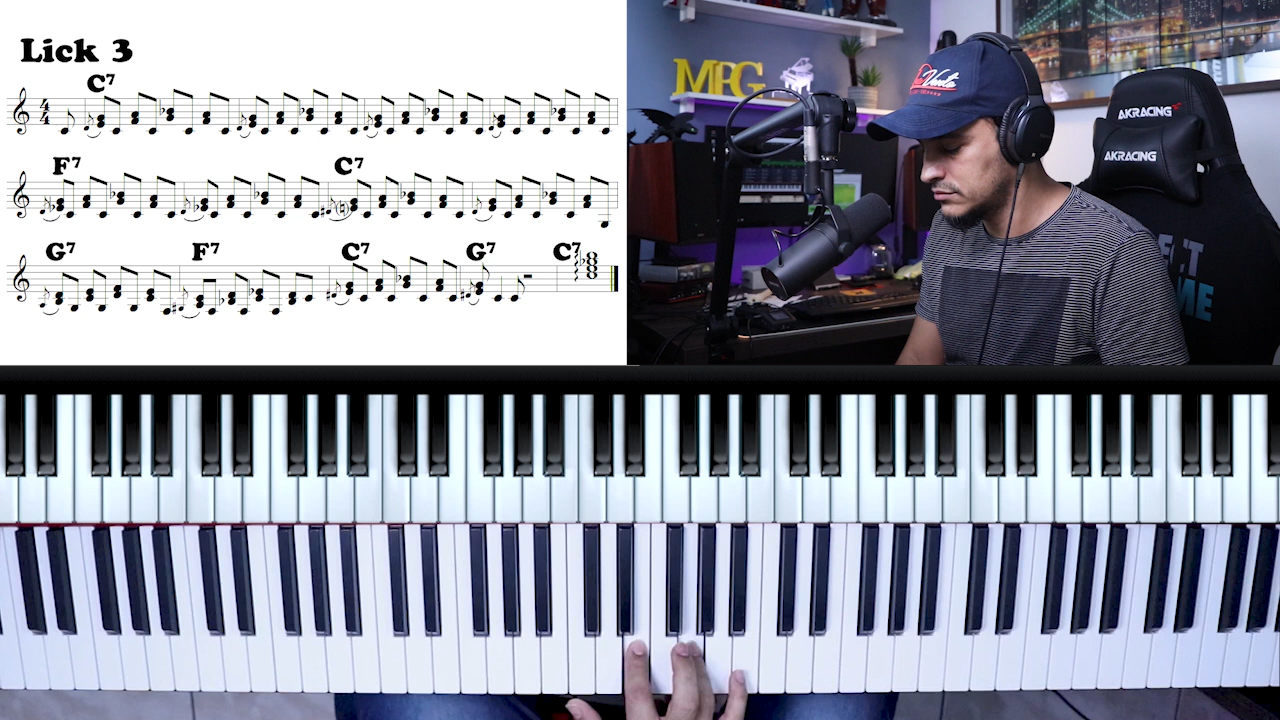 Lick 3
C7
F7 C7
G7 F7 C7 G7 C7
MPG
AKRACING
AKRACING